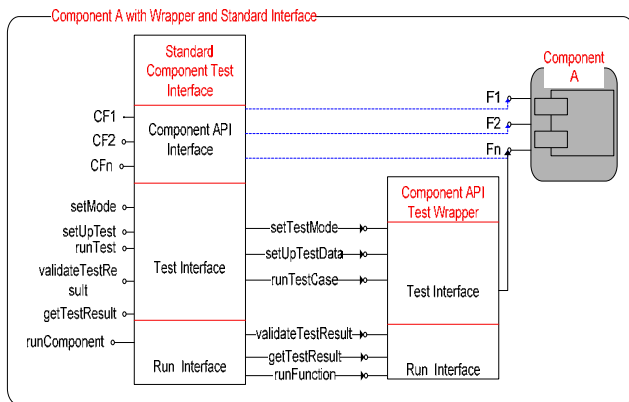 Component A with Wrapper and Standard Interface
Standard
Component Test
Interface
Component
A
F1
CF1
Component API
Interface
F2
CF2
Fn
CFn
Component API
Test Wrapper
setMode
setUpTest
runTest
setTestMode
setUpTestData
validateTestRe
sult
Test Interface
runTestCase
Test Interface
getTestResult
runComponent
validateTestResult
getTestResult
Run Interface
runFunction
Run Interface